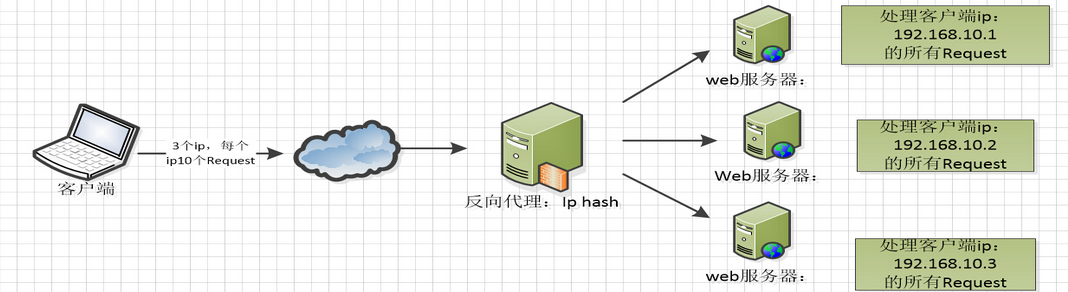 3个ip，每个
ip10个Request
客户端
反向代理：Ip hash
web服务器：
处理客户端ip：
192.168.10.1
的所有Request
Web服务器：
处理客户端ip：
192.168.10.2
的所有Request
web服务器：
处理客户端ip：
192.168.10.3
的所有Request